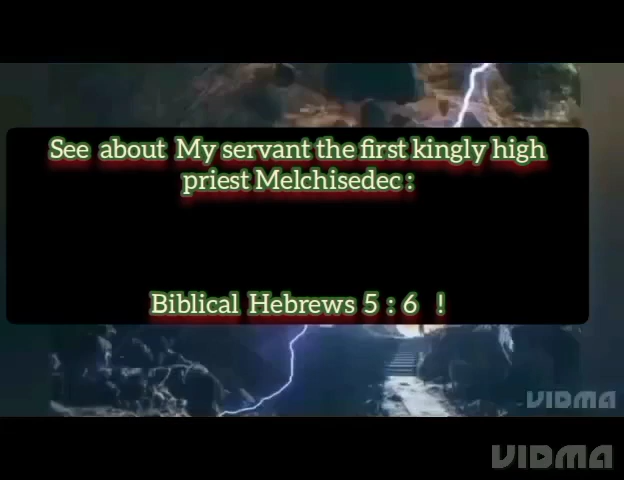 See about My servant the first kingly high
priest Melchisedec :
Biblical Hebrews 5 : 6 !
VIDMA
VIDMA